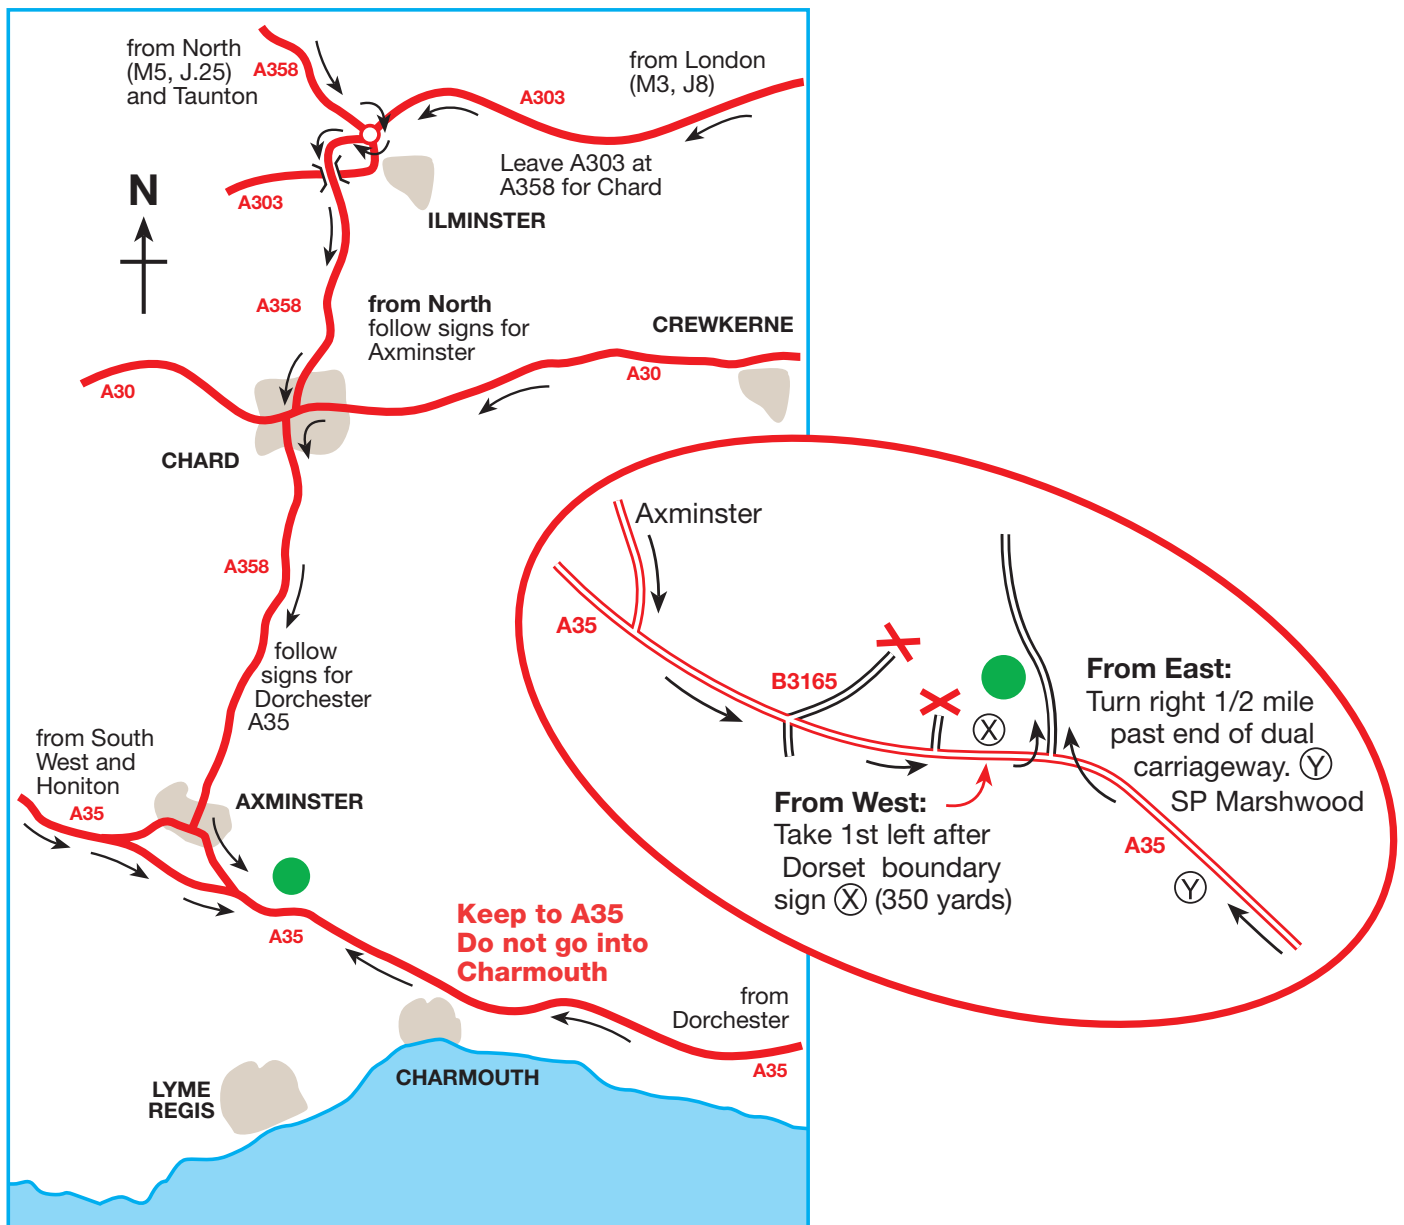 from North
(M5, J.25)
and Taunton
A358
A303
from London
(M3, J8)
Leave A303 at
A358 for Chard
N
A303
ILMINSTER
A358
from North
follow signs for
Axminster
CREWKERNE
A30
A30
CHARD
A358
follow
signs for
Dorchester
A35
from South
West and
Honiton
A35
AXMINSTER
A35
Keep to A35
Do not go into
Charmouth
from
Dorchester
A35
CHARMOUTH
LYME
REGIS
Axminster
A35
B3165
X
From East:
Turn right 1/2 mile
past end of dual
carriageway. Y
SP Marshwood
From West:
Take 1st left after
Dorset boundary
sign X (350 yards)
A35
Y